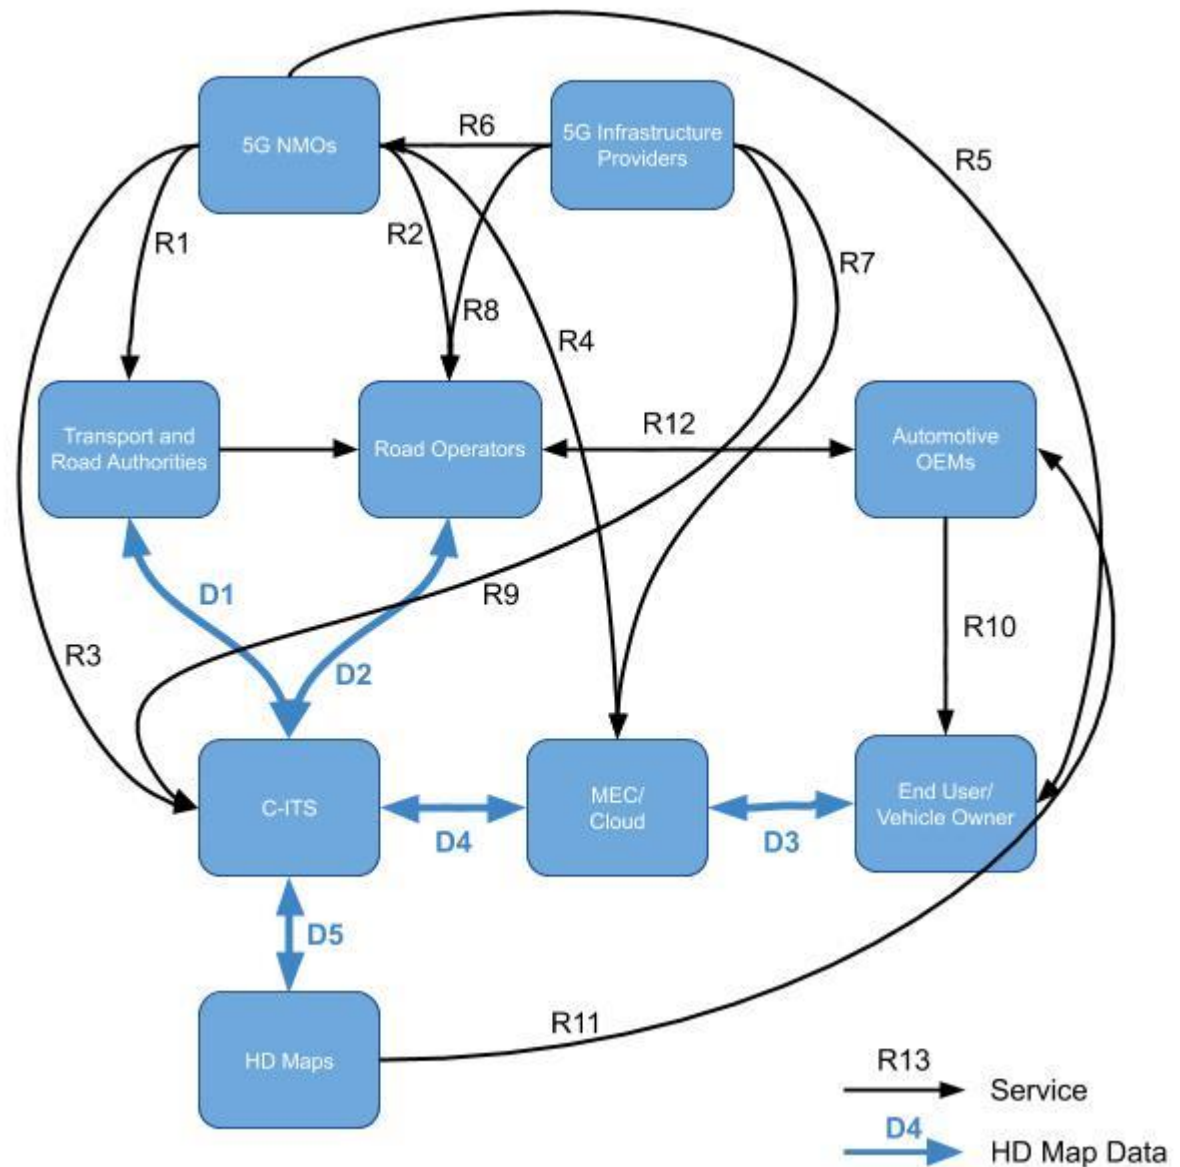 R6
5G NMOs
5G Infrastructure
Providers
R5
R1
R2
R7
R8
R4
Transport and
Road Authorities
Road Operators
R12
Automotive
OEMs
D1
R9
R3
D2
R10
C-ITS
MEC/
Cloud
End User/
Vehicle Owner
D4
D3
D5
R11
HD Maps
R13
Service
D4
HD Map Data